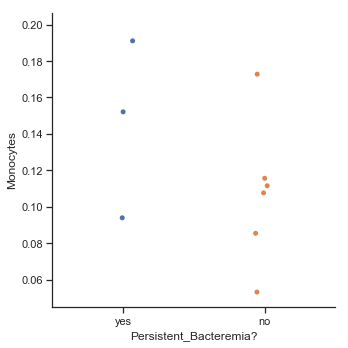 0.20
0.18
0.16
0.14
0.12
0.10
0.08
0.06
Monocytes
yes
no
Persistent_Bacteremia?